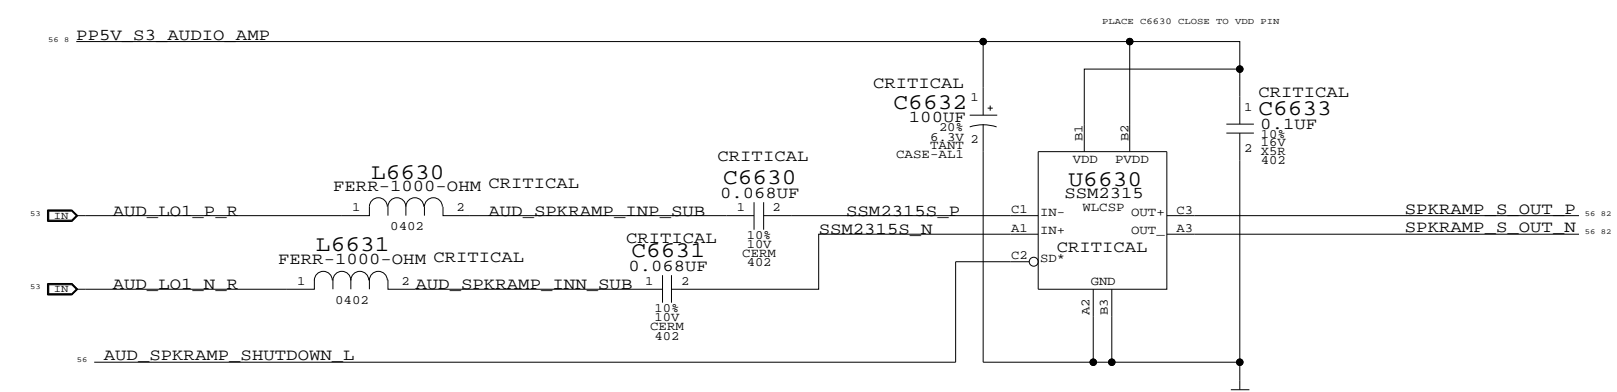 PLACE C6630 CLOSE TO VDD PIN
56 8 PP5V_S3_AUDIO_AMP
CRITICAL
C6632
100UF
20%
6.3V
TANT
CASE-AL1
1
+
2
CRITICAL
1 C6633
0.1UF
10%
16V
2 X5R
402
B1
B2
VDD PVDD
U6630
SSM2315
WLCSP
L6630
FERR-1000-OHM CRITICAL
CRITICAL
C6630
0.068UF
53 IN AUD_LO1_P_R 1 2 AUD_SPKRAMP_INP_SUB 1 2 SSM2315S_P C1 IN- OUT+ C3 SPKRAMP_S_OUT_P 56 82
0402
10%
10V
CERM
402
SSM2315S_N A1 IN+ OUT_ A3 SPKRAMP_S_OUT_N 56 82
L6631
FERR-1000-OHM CRITICAL
CRITICAL
C6631
0.068UF
CRITICAL
C2 SD*
53 IN AUD_LO1_N_R 1 2 AUD_SPKRAMP_INN_SUB 1 2
0402
10%
10V
CERM
402
GND
A2
B3
56 AUD_SPKRAMP_SHUTDOWN_L